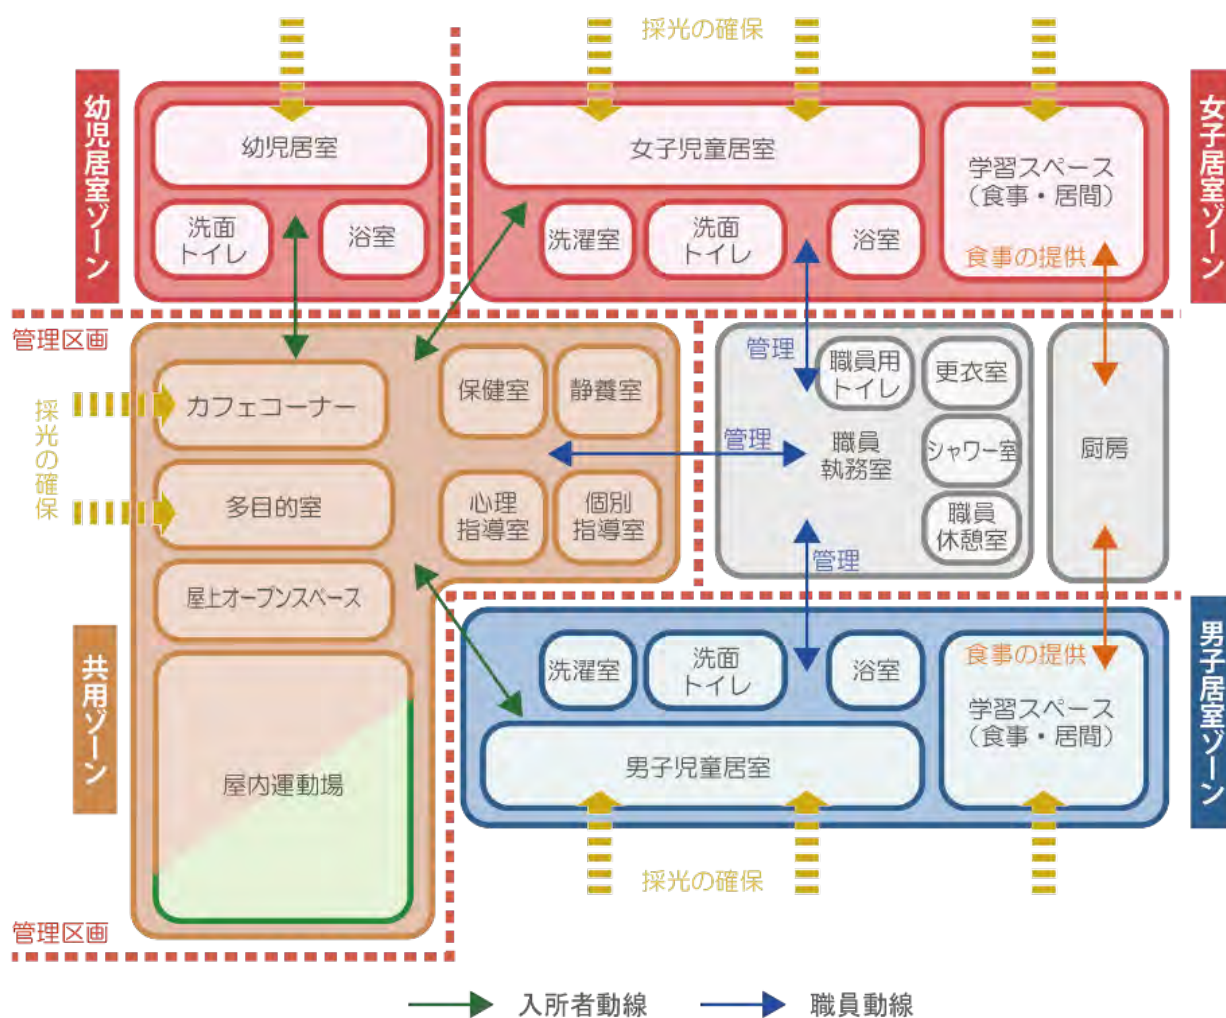 採光の確保
幼児居室ゾーン
幼児居室
洗面
トイレ
浴室
女子児童居室
洗濯室
洗面
トイレ
浴室
学習スペース
(食事・居間)
食事の提供
女子居室ゾーン
管理区画
採光の確保
カフェコーナー
多目的室
屋上オープンスペース
屋内運動場
共用ゾーン
保健室
静養室
心理
指導室
個別
指導室
管理
管理
管理
職員用
トイレ
更衣室
職員
執務室
シャワー室
職員
休憩室
厨房
洗濯室
洗面
トイレ
浴室
食事の提供
学習スペース
(食事・居間)
男子児童居室
男子居室ゾーン
採光の確保
管理区画
入所者動線
職員動線